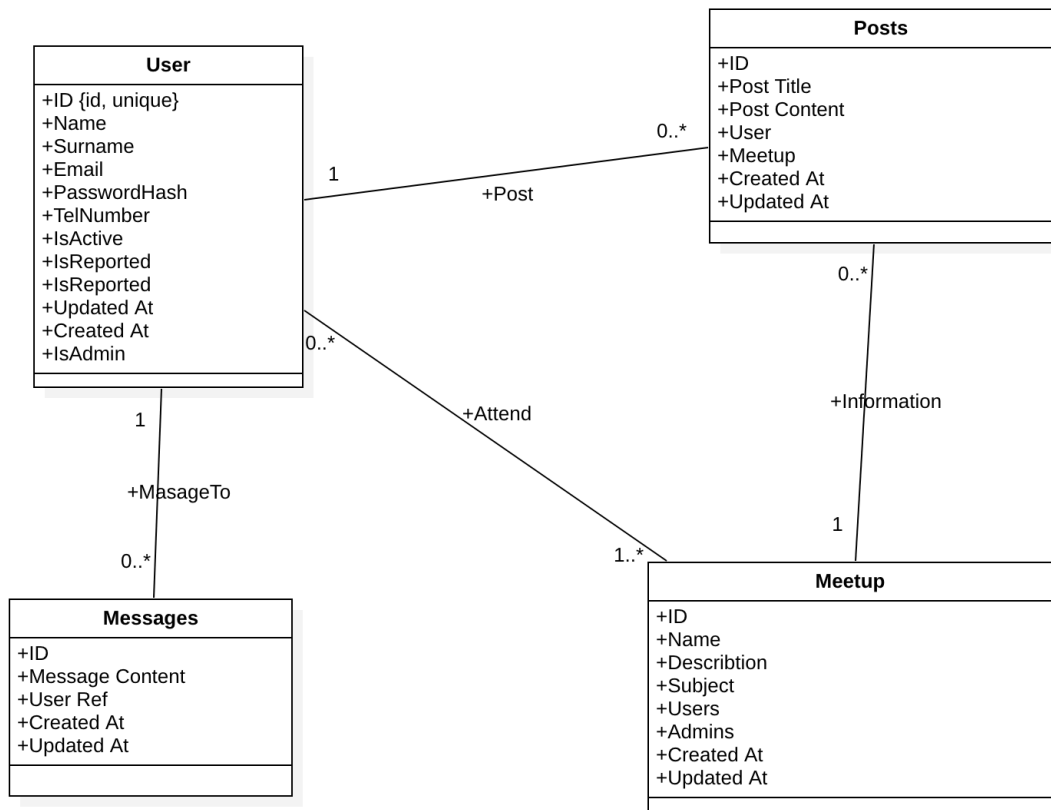 User
+ID {id, unique}
+Name
+Surname
+Email
+PasswordHash
+TelNumber
+IsActive
+IsReported
+IsReported
+Updated At
+Created At
+IsAdmin
Posts
+ID
+Post Title
+Post Content
+User
+Meetup
+Created At
+Updated At
1
+Post
0..*
0..*
+Attend
1..*
0..*
+Information
1
1
+MasageTo
0..*
Messages
+ID
+Message Content
+User Ref
+Created At
+Updated At
Meetup
+ID
+Name
+Describtion
+Subject
+Users
+Admins
+Created At
+Updated At